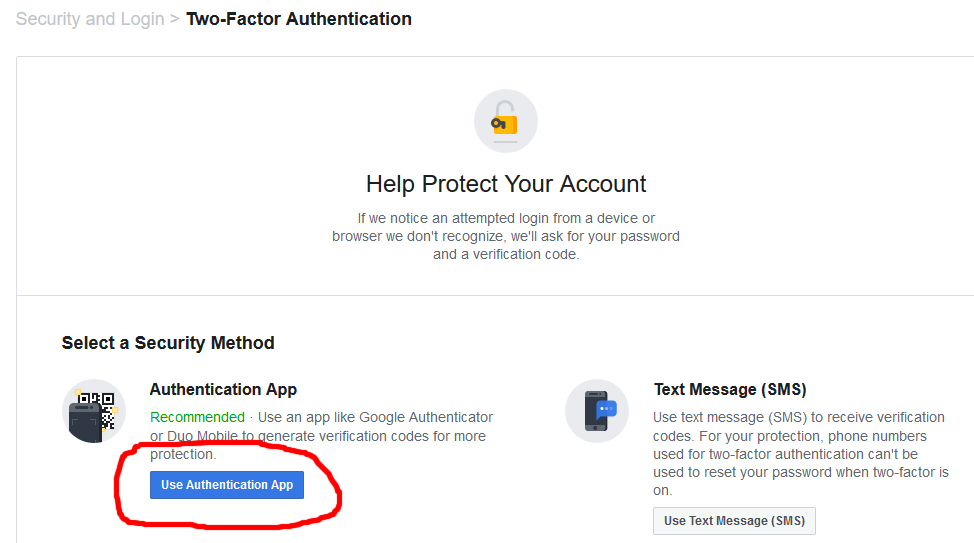 Security and Login > Two-Factor Authentication
Help Protect Your Account
If we notice an attempted login from a device or
browser we don't recognize, we'll ask for your password
and a verification code.
Select a Security Method
Authentication App
Recommended · Use an app like Google Authenticator
or Duo Mobile to generate verification codes for more
protection.
Use Authentication App
Text Message (SMS)
Use text message (SMS) to receive verification
codes. For your protection, phone numbers
used for two-factor authentication can't be
used to reset your password when two-factor is
on.
Use Text Message (SMS)